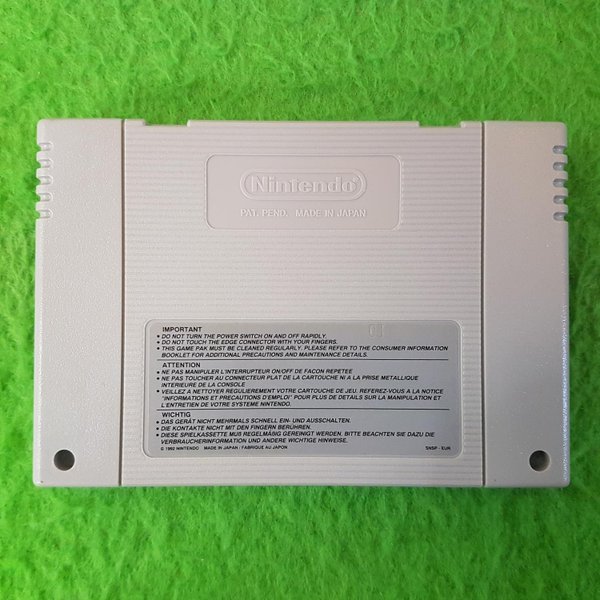 Nintendo
PAT. PEND. MADE IN JAPAN
IMPORTANT
• DO NOT TURN THE POWER SWITCH ON AND OFF RAPIDLY.
• DO NOT TOUCH THE EDGE CONNECTOR WITH YOUR FINGERS.
• THIS GAME PAK MUST BE CLEANED REGULARLY. PLEASE REFER TO THE CONSUMER INFORMATION
BOOKLET FOR ADDITIONAL PRECAUTIONS AND MAINTENANCE DETAILS.
ATTENTION
• NE PAS MANIPULER L'INTERRUPTEUR ON/OFF DE FACON REPETEE
• NE PAS TOUCHER AU CONNECTEUR PLAT DE LA CARTOUCHE NI A LA PRISE METALLIQUE
INTERIEURE DE LA CONSOLE
• VEILLEZ A NETTOYER REGULIEREMENT VOTRE CARTOUCHE DE JEU. REFEREZ-VOUS A LA NOTICE
"INFORMATIONS ET PRECAUTIONS D'EMPLOI" POUR PLUS DE DETAILS SUR LA MANIPULATION ET
L'ENTRETIEN DE VOTRE SYSTEME NINTENDO.
WICHTIG
• DAS GERÄT NICHT MEHRMALS SCHNELL EIN- UND AUSSCHALTEN.
• DIE KONTAKTE NICHT MIT DEN FINGERN BERÜHREN.
• DIESE SPIELKASSETTE MUß REGELMÄßIG GEREINIGT WERDEN. BITTE BEACHTEN SIE DAZU DIE
VERBRAUCHERINFORMATION UND ANDERE WICHTIGE HINWEISE.
© 1992 NINTENDO MADE IN JAPAN / FABRIQUE AU JAPON SNSP - EUR